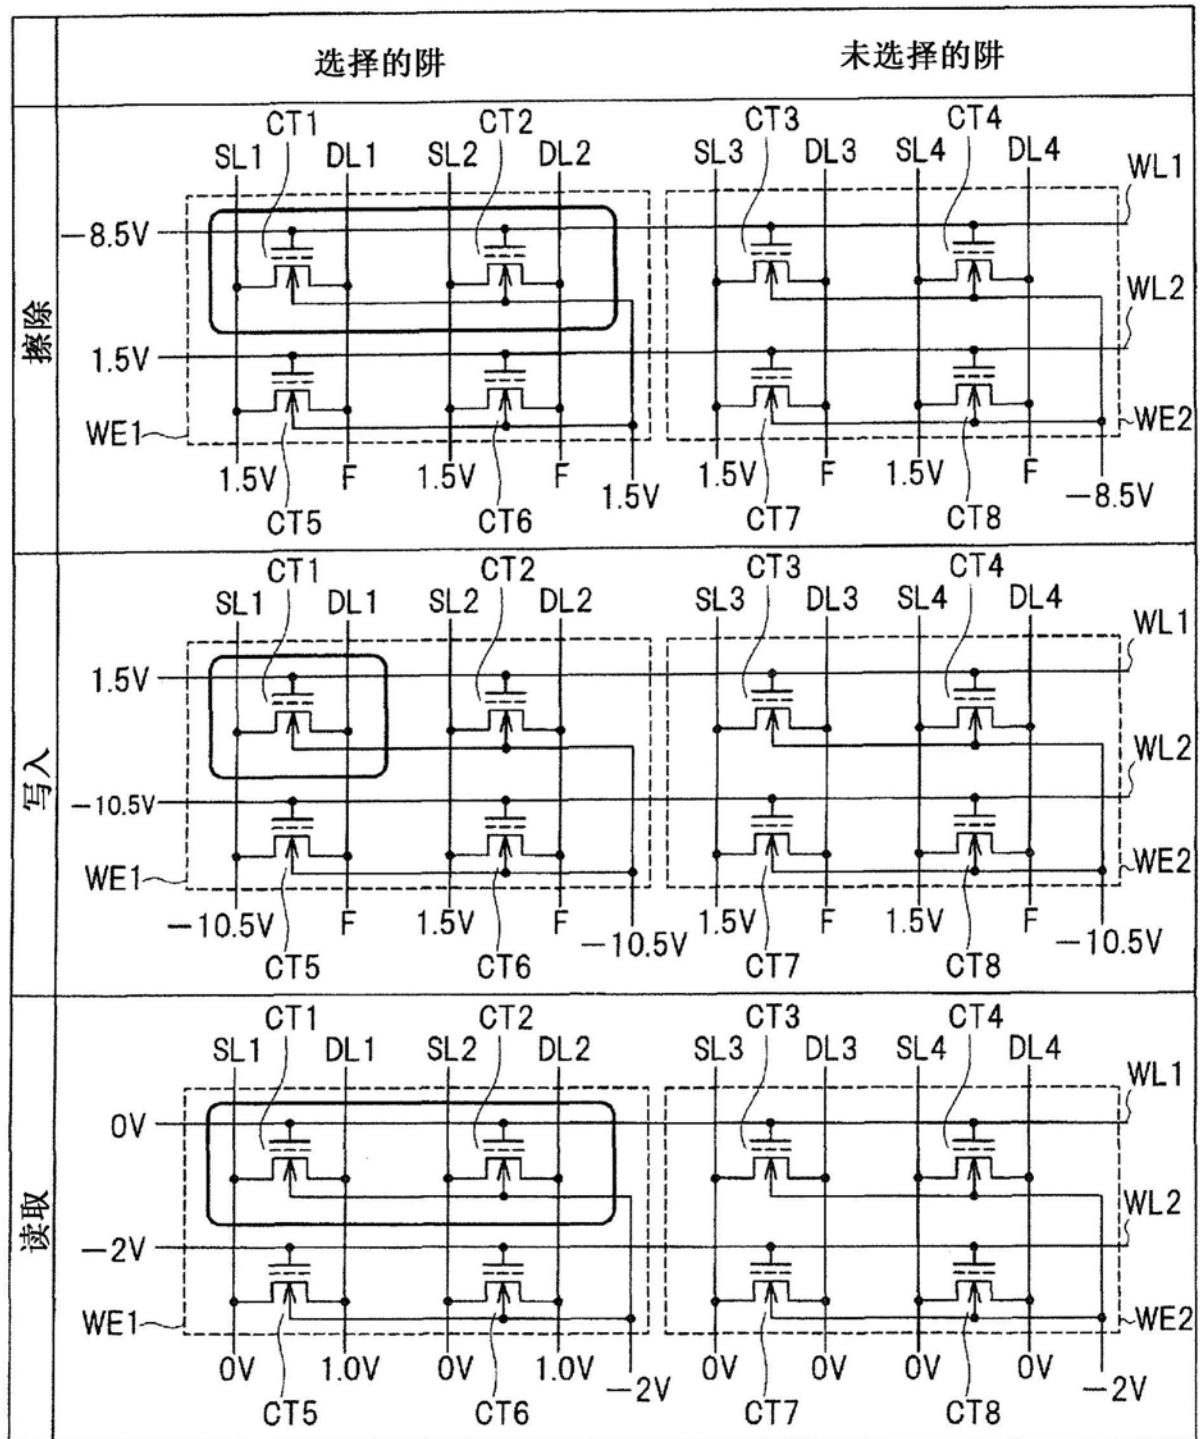 选择的阱 未选择的阱
擦除
CT1 CT2 CT3 CT4
SL1 DL1 SL2 DL2 SL3 DL3 SL4 DL4 WL1
−8.5V
WL2
1.5V
WE1 WE2
1.5V F 1.5V F 1.5V 1.5V F 1.5V F −8.5V
CT5 CT6 CT7 CT8
写入
CT1 CT2 CT3 CT4
SL1 DL1 SL2 DL2 SL3 DL3 SL4 DL4 WL1
1.5V
WL2
−10.5V
WE1 WE2
−10.5V F 1.5V F −10.5V 1.5V F 1.5V F −10.5V
CT5 CT6 CT7 CT8
读取
CT1 CT2 CT3 CT4
SL1 DL1 SL2 DL2 SL3 DL3 SL4 DL4 WL1
0V
WL2
−2V
WE1 WE2
0V 1.0V 0V 1.0V −2V 0V 0V 0V 0V −2V
CT5 CT6 CT7 CT8